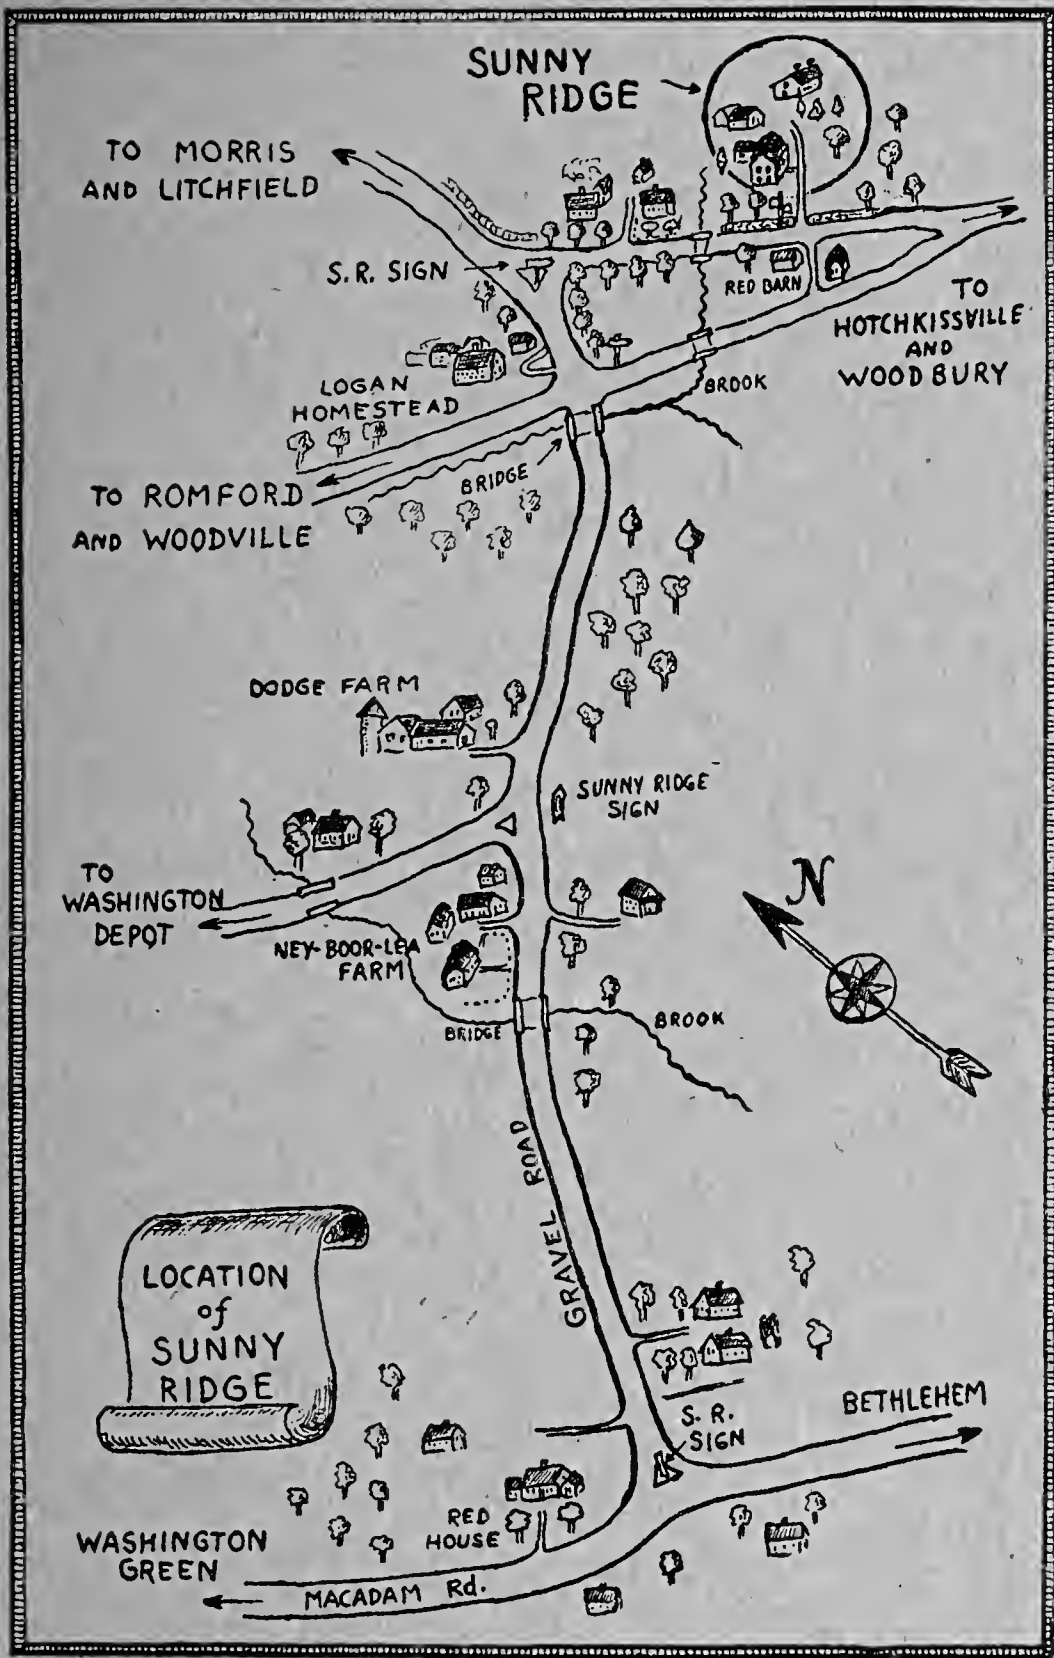 SUNNY
RIDGE
TO MORRIS
AND LITCHFIELD
S.R. SIGN
RED BARN
TO
HOTCHKISSVILLE
AND
WOODBURY
LOGAN
HOMESTEAD
BROOK
BRIDGE
TO ROMFORD
AND WOODVILLE
DODGE FARM
SUNNY RIDGE
SIGN
TO
WASHINGTON
DEPOT
N
NEY-BOOR-LEA
FARM
BRIDGE
BROOK
GRAVEL ROAD
LOCATION
of
SUNNY
RIDGE
BETHLEHEM
S. R.
SIGN
RED
HOUSE
WASHINGTON
GREEN
MACADAM Rd.